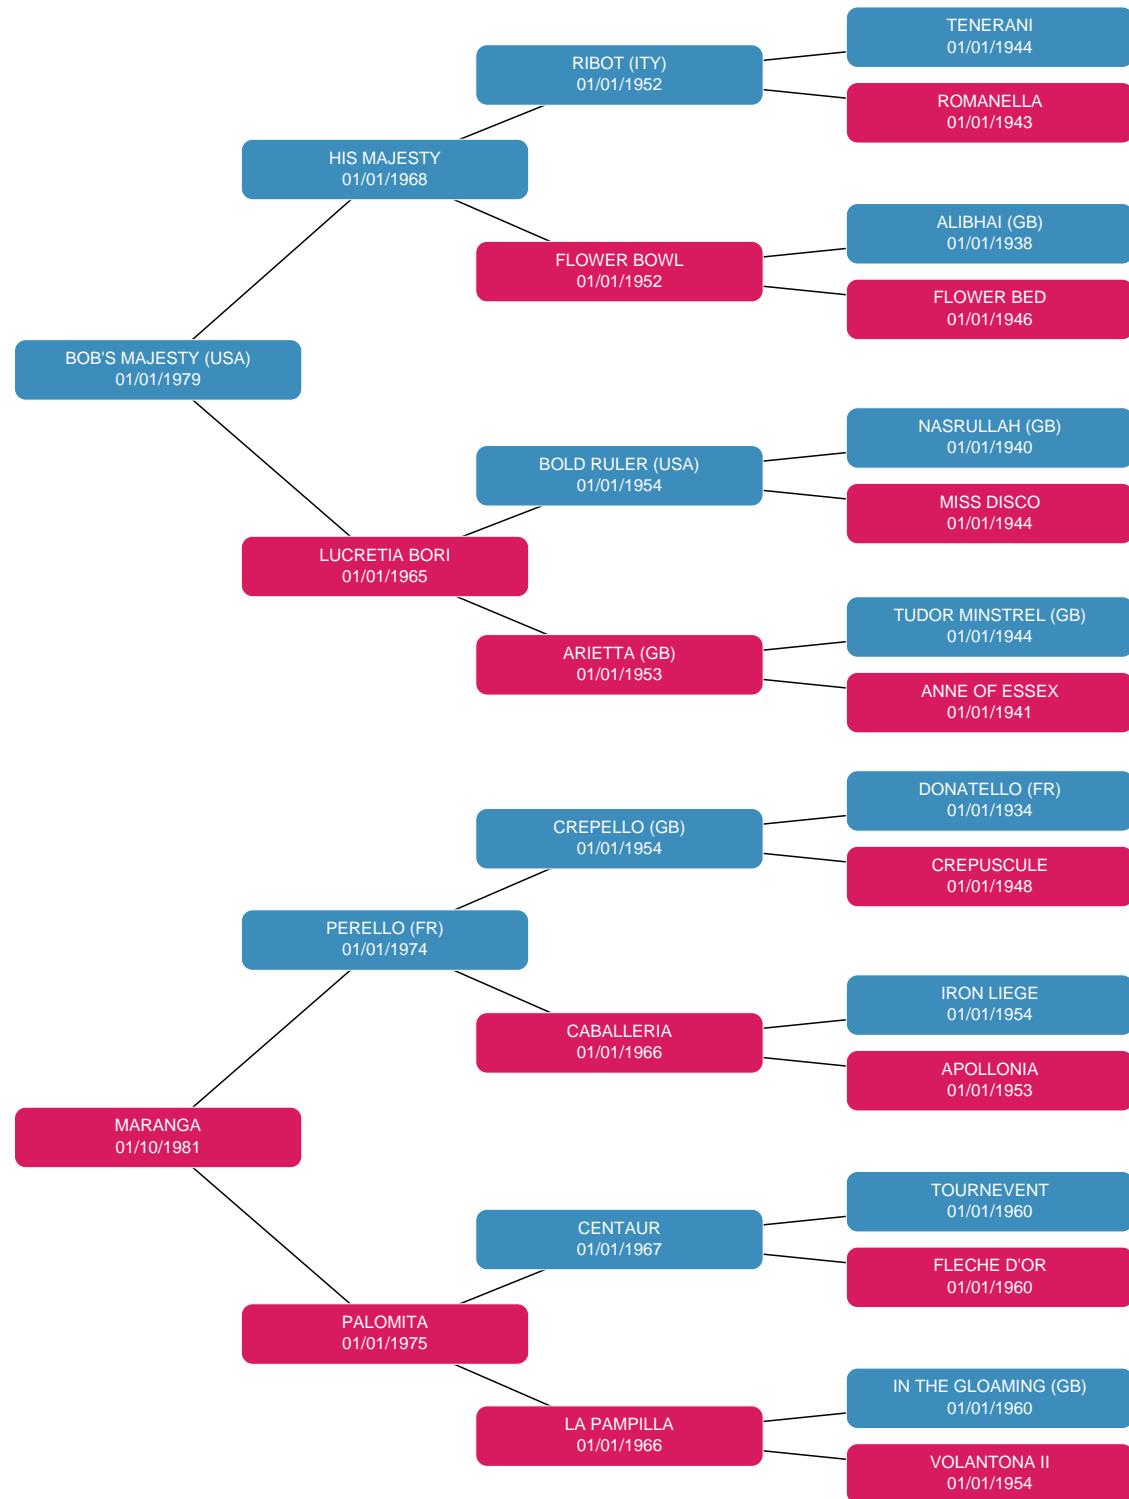 TENERANI
01/01/1944
RIBOT (ITY)
01/01/1952
ROMANELLA
01/01/1943
HIS MAJESTY
01/01/1968
ALIBHAI (GB)
01/01/1938
FLOWER BOWL
01/01/1952
FLOWER BED
01/01/1946
BOB'S MAJESTY (USA)
01/01/1979
NASRULLAH (GB)
01/01/1940
BOLD RULER (USA)
01/01/1954
MISS DISCO
01/01/1944
LUCRETIA BORI
01/01/1965
TUDOR MINSTREL (GB)
01/01/1944
ARIETTA (GB)
01/01/1953
ANNE OF ESSEX
01/01/1941
DONATELLO (FR)
01/01/1934
CREPELLO (GB)
01/01/1954
CREPUSCULE
01/01/1948
PERELLO (FR)
01/01/1974
IRON LIEGE
01/01/1954
CABALLERIA
01/01/1966
APOLLONIA
01/01/1953
MARANGA
01/10/1981
TOURNEVENT
01/01/1960
CENTAUR
01/01/1967
FLECHE D'OR
01/01/1960
PALOMITA
01/01/1975
IN THE GLOAMING (GB)
01/01/1960
LA PAMPILLA
01/01/1966
VOLANTONA II
01/01/1954